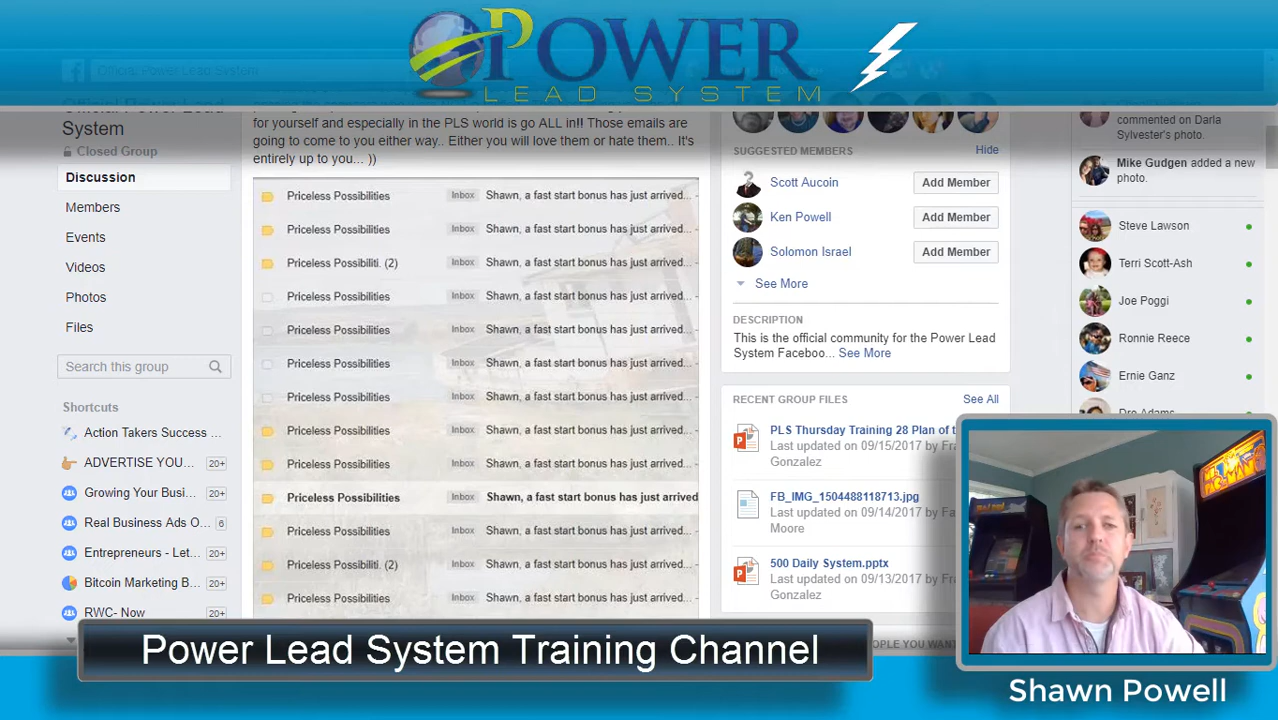 POWER
LEAD SYSTEM
Official Power Lead System
System
Closed Group
Discussion
Members
Events
Videos
Photos
Files
Search this group
Shortcuts
Action Takers Success ...
ADVERTISE YOU... 20+
Growing Your Busi... 20+
Real Business Ads O... 6
Entrepreneurs - Let... 20+
Bitcoin Marketing B... 20+
RWC- Now 20+
for yourself and especially in the PLS world is go ALL in!! Those emails are
going to come to you either way.. Either you will love them or hate them.. It's
entirely up to you... ))
Priceless Possibilities Inbox Shawn, a fast start bonus has just arrived... -
Priceless Possibilities Inbox Shawn, a fast start bonus has just arrived... -
Priceless Possibiliti. (2) Inbox Shawn, a fast start bonus has just arrived... -
Priceless Possibilities Inbox Shawn, a fast start bonus has just arrived... -
Priceless Possibilities Inbox Shawn, a fast start bonus has just arrived... -
Priceless Possibilities Inbox Shawn, a fast start bonus has just arrived... -
Priceless Possibilities Inbox Shawn, a fast start bonus has just arrived... -
Priceless Possibilities Inbox Shawn, a fast start bonus has just arrived... -
Priceless Possibilities Inbox Shawn, a fast start bonus has just arrived... -
Priceless Possibilities Inbox Shawn, a fast start bonus has just arrived
Priceless Possibilities Inbox Shawn, a fast start bonus has just arrived... -
Priceless Possibiliti. (2) Inbox Shawn, a fast start bonus has just arrived... -
Priceless Possibilities Inbox Shawn, a fast start bonus has just arrived... -
SUGGESTED MEMBERS Hide
Scott Aucoin Add Member
Ken Powell Add Member
Solomon Israel Add Member
See More
DESCRIPTION
This is the official community for the Power Lead
System Faceboo... See More
RECENT GROUP FILES See All
PLS Thursday Training 28 Plan of t
Last updated on 09/15/2017 by Fra
Gonzalez
FB_IMG_1504488118713.jpg
Last updated on 09/14/2017 by Fa
Moore
500 Daily System.pptx
Last updated on 09/13/2017 by Fra
Gonzalez
commented on Darla
Sylvester's photo.
Mike Gudgen added a new
photo.
Steve Lawson
Terri Scott-Ash
Joe Poggi
Ronnie Reece
Ernie Ganz
Dre Adams
Power Lead System Training Channel
Shawn Powell